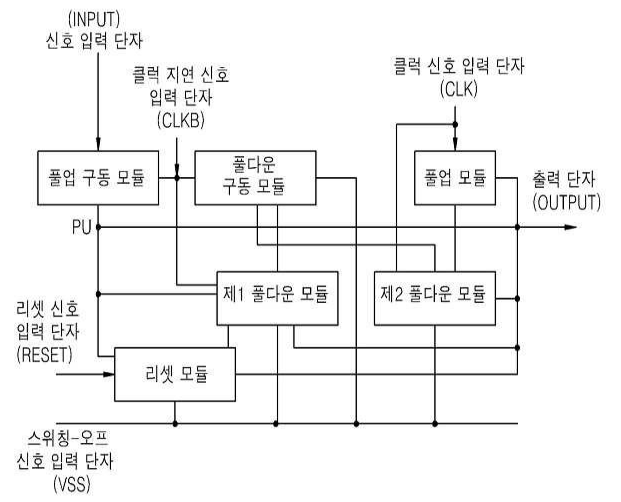 (INPUT)
신호 입력 단자
클럭 지연 신호
입력 단자
(CLKB)
클럭 신호 입력 단자
(CLK)
풀업 구동 모듈
풀다운
구동 모듈
풀업 모듈
출력 단자
(OUTPUT)
PU
제1 풀다운 모듈
제2 풀다운 모듈
리셋 신호
입력 단자
(RESET)
리셋 모듈
스위칭-오프
신호 입력 단자
(VSS)